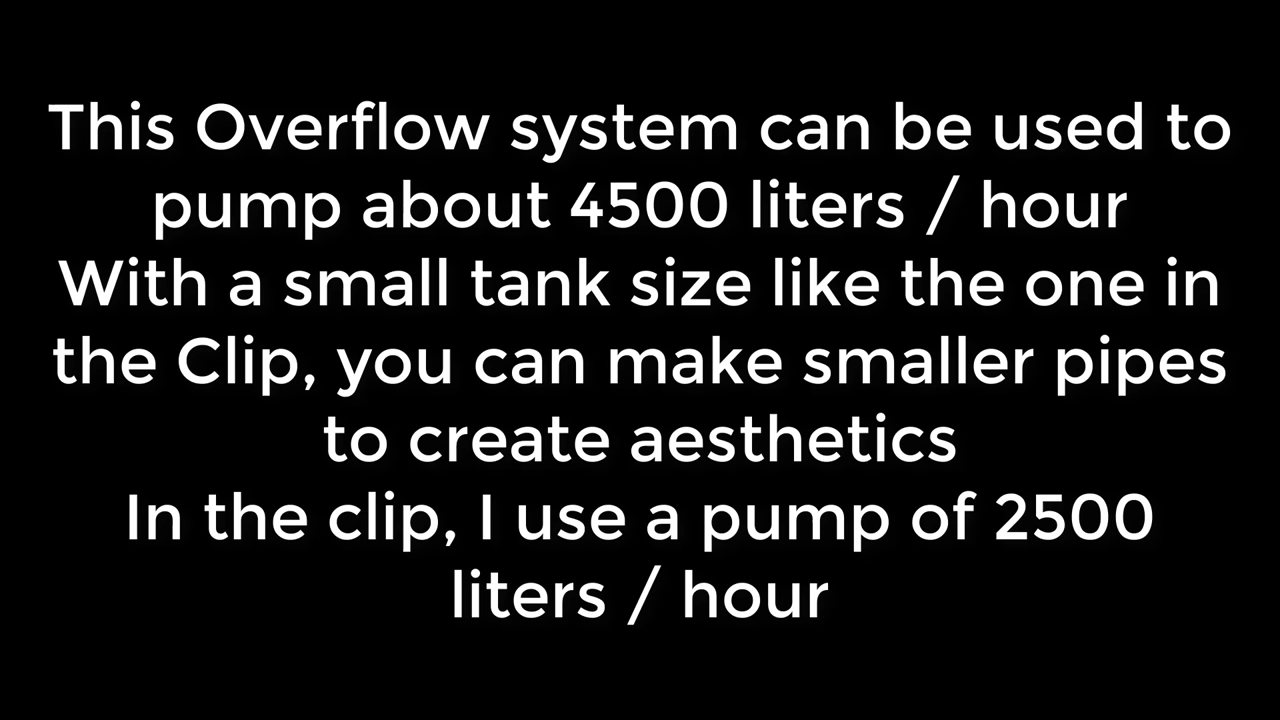 This Overflow system can be used to
pump about 4500 liters / hour
With a small tank size like the one in
the Clip, you can make smaller pipes
to create aesthetics
In the clip, I use a pump of 2500
liters / hour